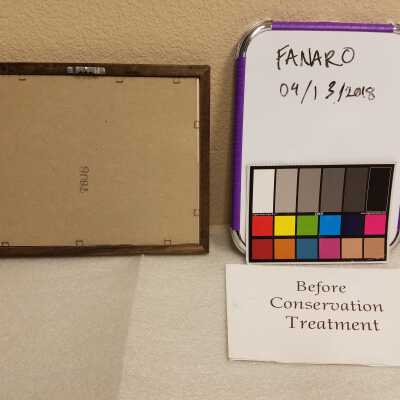 FANARO
04/13/2018
Before
Conservation
Treatment